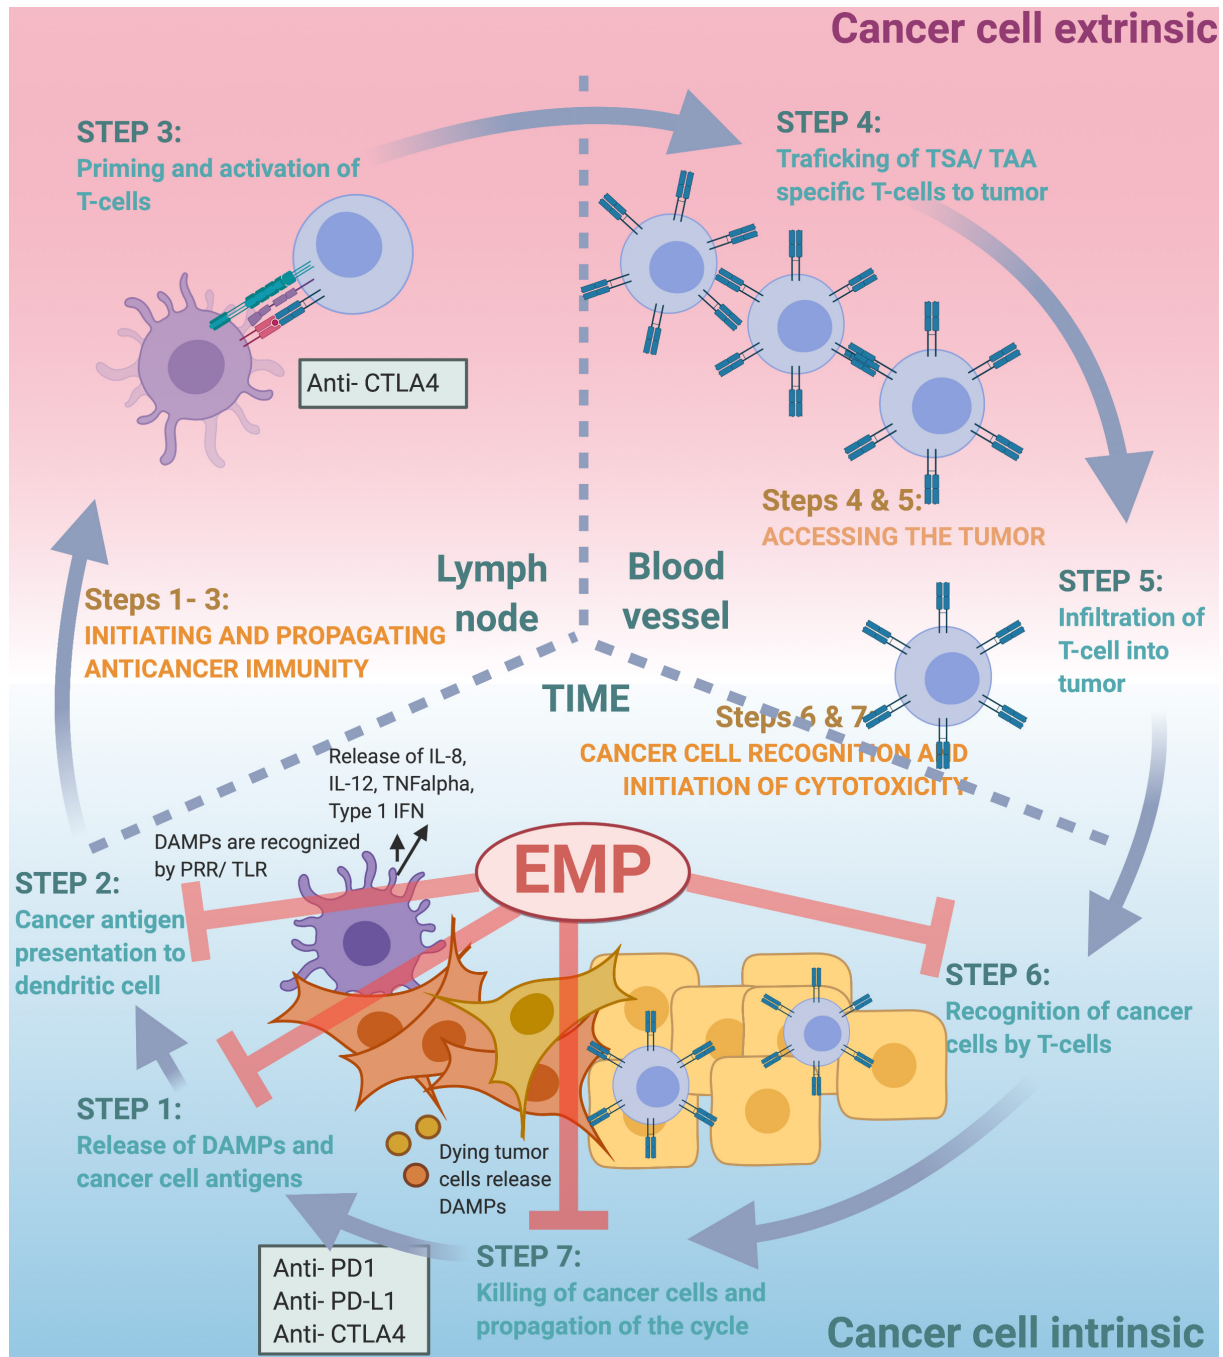 Cancer cell extrinsic
STEP 3:
Priming and activation of
T-cells
STEP 4:
Traficking of TSA/ TAA
specific T-cells to tumor
Anti- CTLA4
Steps 4 & 5:
ACCESSING THE TUMOR
Lymph
node
Blood
vessel
STEP 5:
Infiltration of
T-cell into
tumor
Steps 1- 3:
INITIATING AND PROPAGATING
ANTICANCER IMMUNITY
TIME
Steps 6 & 7:
CANCER CELL RECOGNITION AND
INITIATION OF CYTOTOXICITY
Release of IL-8,
IL-12, TNFalpha,
Type 1 IFN
DAMPs are recognized
by PRR/ TLR
EMP
STEP 2:
Cancer antigen
presentation to
dendritic cell
STEP 6:
Recognition of cancer
cells by T-cells
STEP 1:
Release of DAMPs and
cancer cell antigens
Dying tumor
cells release
DAMPs
STEP 7:
Killing of cancer cells and
propagation of the cycle
Anti- PD1
Anti- PD-L1
Anti- CTLA4
Cancer cell intrinsic